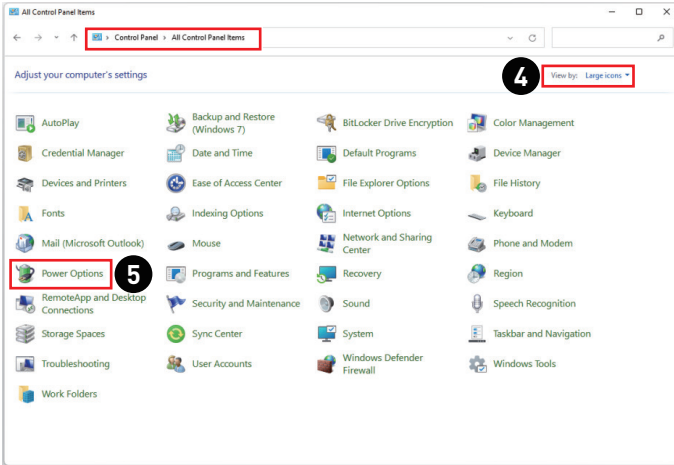 All Control Panel Items
Control Panel > All Control Panel Items
Adjust your computer's settings
4
View by: Large icons
AutoPlay
Backup and Restore
(Windows 7)
BitLocker Drive Encryption
Color Management
Credential Manager
Date and Time
Default Programs
Device Manager
Devices and Printers
Ease of Access Center
File Explorer Options
File History
Fonts
Indexing Options
Internet Options
Keyboard
Mail (Microsoft Outlook)
Mouse
Network and Sharing
Center
Phone and Modem
Power Options
5
Programs and Features
Recovery
Region
RemoteApp and Desktop
Connections
Security and Maintenance
Sound
Speech Recognition
Storage Spaces
Sync Center
System
Taskbar and Navigation
Troubleshooting
User Accounts
Windows Defender
Firewall
Windows Tools
Work Folders